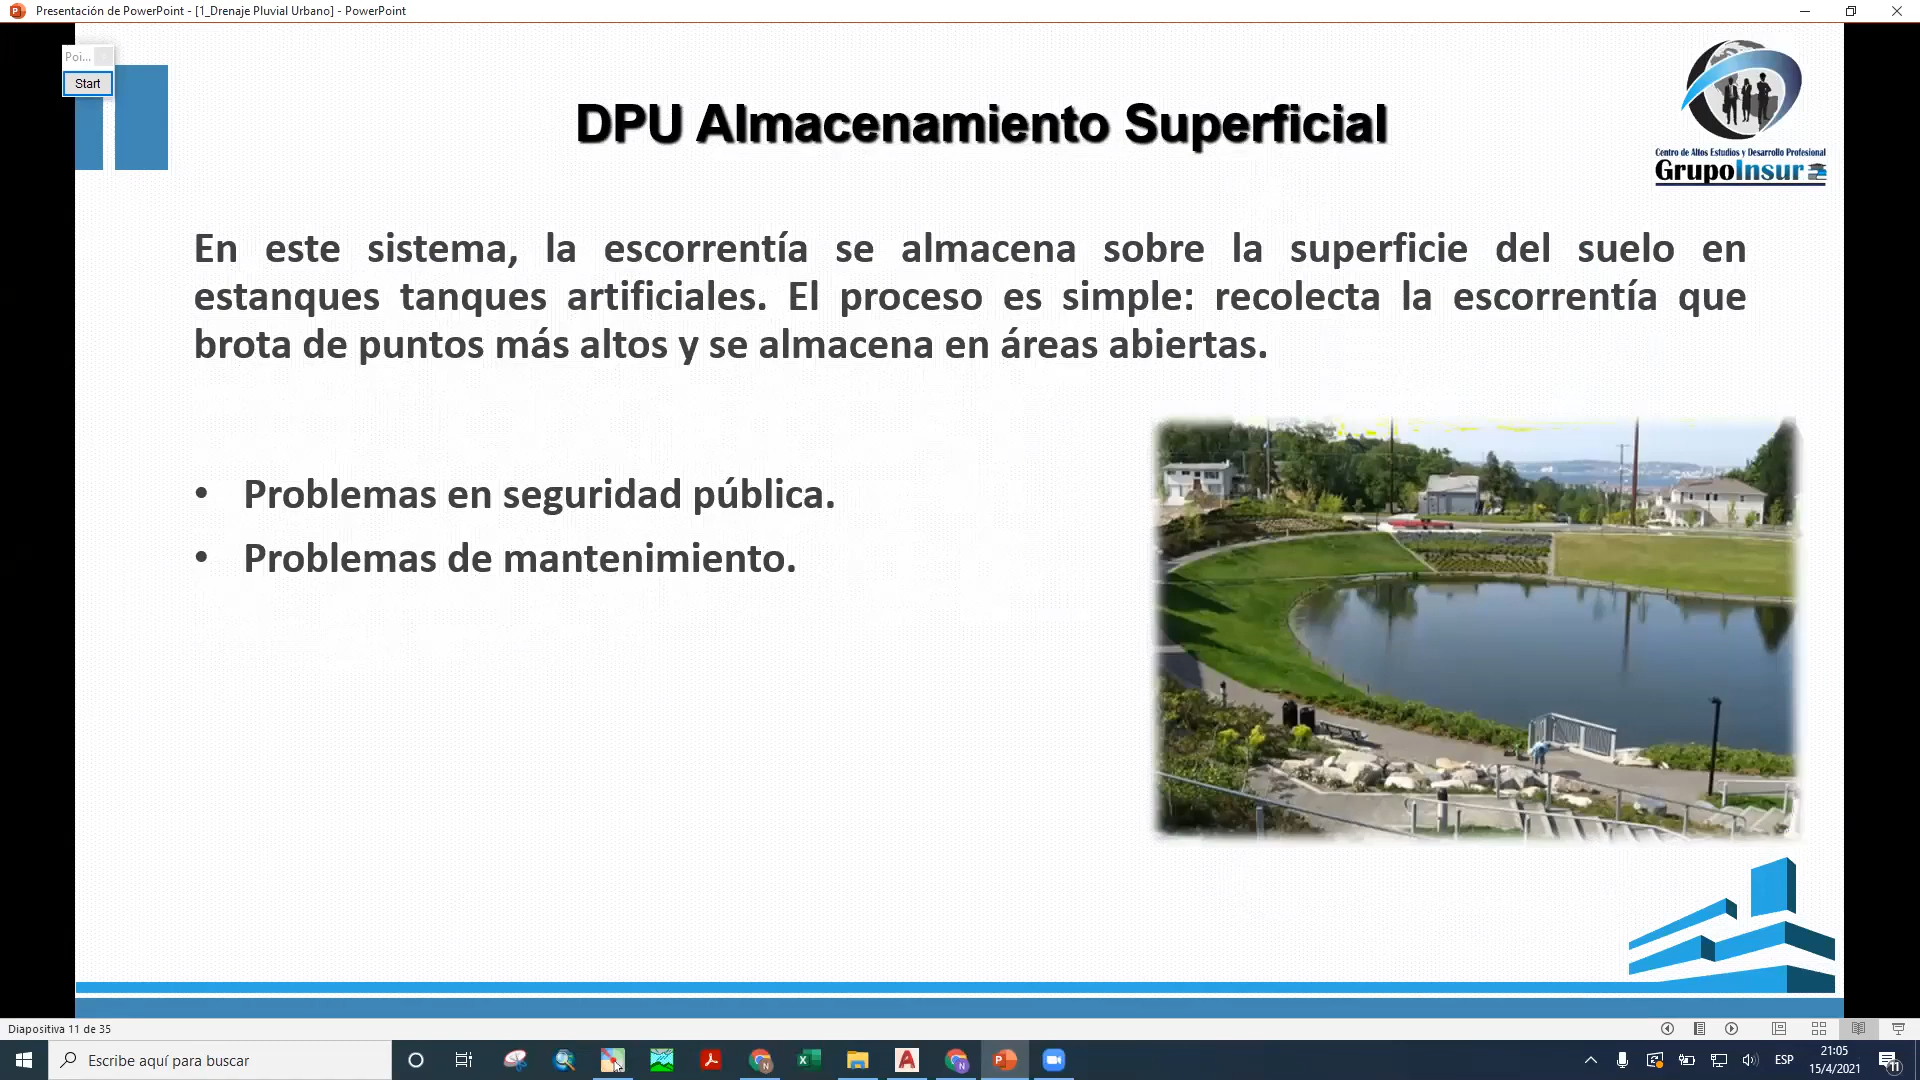 Presentación de PowerPoint - [1_Drenaje Pluvial Urbano] - PowerPoint
Poi...
Start
DPU Almacenamiento Superficial
Centro de Altos Estudios y Desarrollo Profesional
GrupoInsur
En este sistema, la escorrentía se almacena sobre la superficie del suelo en
estanques tanques artificiales. El proceso es simple: recolecta la escorrentía que
brota de puntos más altos y se almacena en áreas abiertas.
• Problemas en seguridad pública.
• Problemas de mantenimiento.
Diapositiva 11 de 35
Escribe aquí para buscar
ESP
21:05
15/4/2021
11